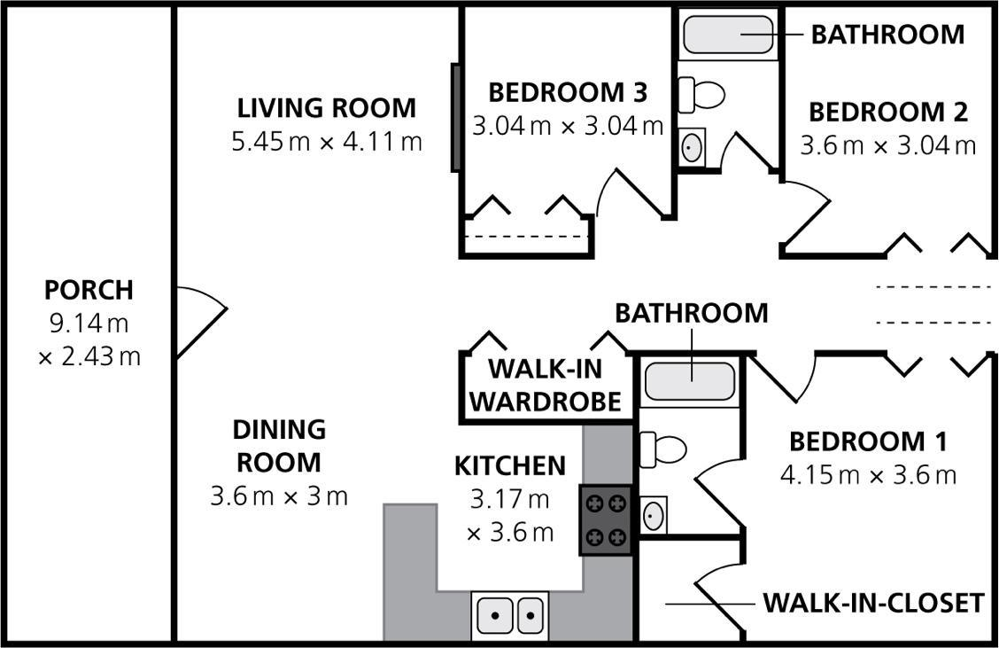 BATHROOM
LIVING ROOM
5.45 m × 4.11 m
BEDROOM 3
3.04 m × 3.04 m
BEDROOM 2
3.6 m × 3.04 m
PORCH
9.14 m
× 2.43 m
BATHROOM
WALK-IN
WARDROBE
DINING
ROOM
3.6 m × 3 m
KITCHEN
3.17 m
× 3.6 m
BEDROOM 1
4.15 m × 3.6 m
WALK-IN-CLOSET